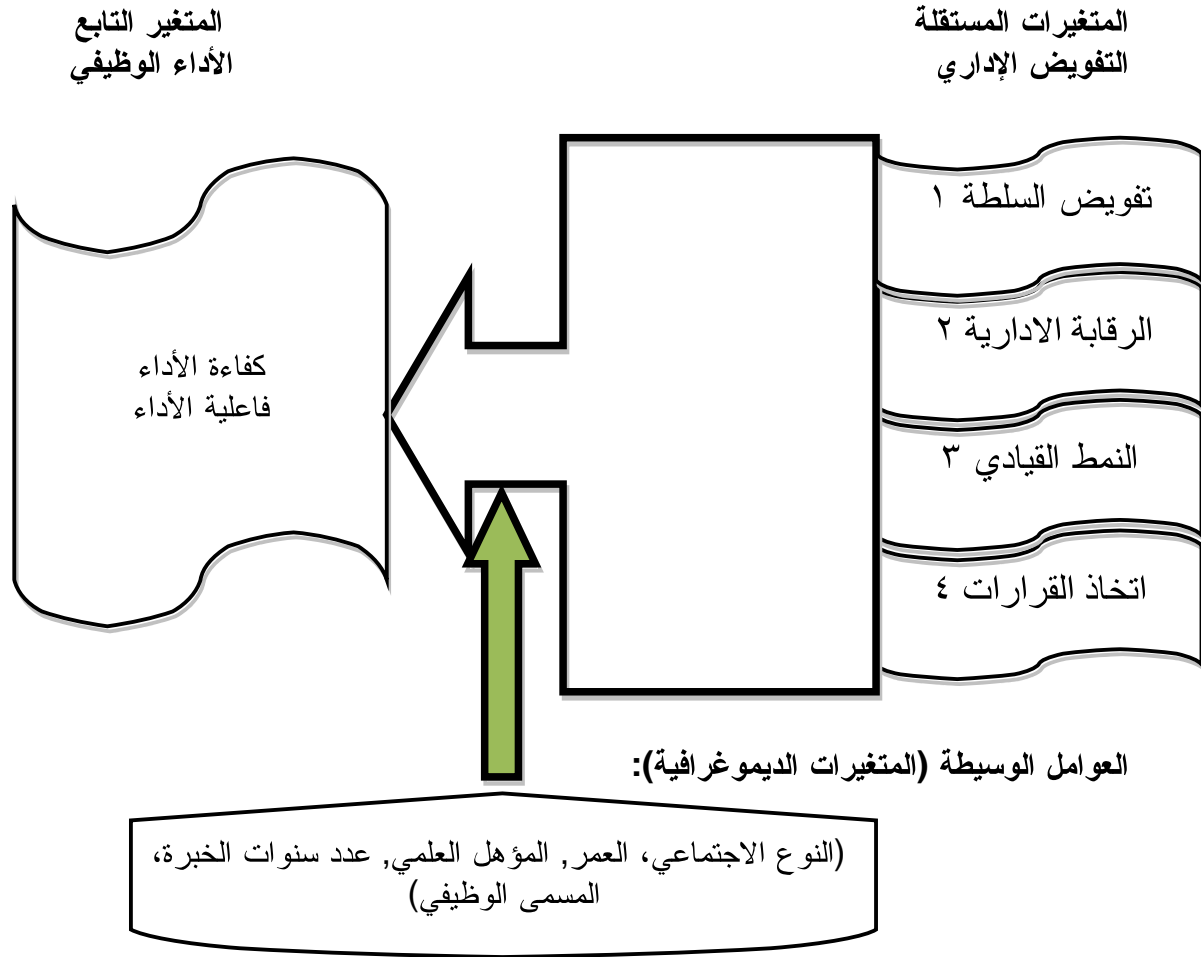 المتغيرات المستقلة
التفويض الإداري
المتغير التابع
الأداء الوظيفي
تفويض السلطة ١
الرقابة الادارية ٢
النمط القيادي ٣
اتخاذ القرارات ٤
كفاءة الأداء
فاعلية الأداء
العوامل الوسيطة (المتغيرات الديموغرافية):
(النوع الاجتماعي، العمر, المؤهل العلمي, عدد سنوات الخبرة،
المسمى الوظيفي)